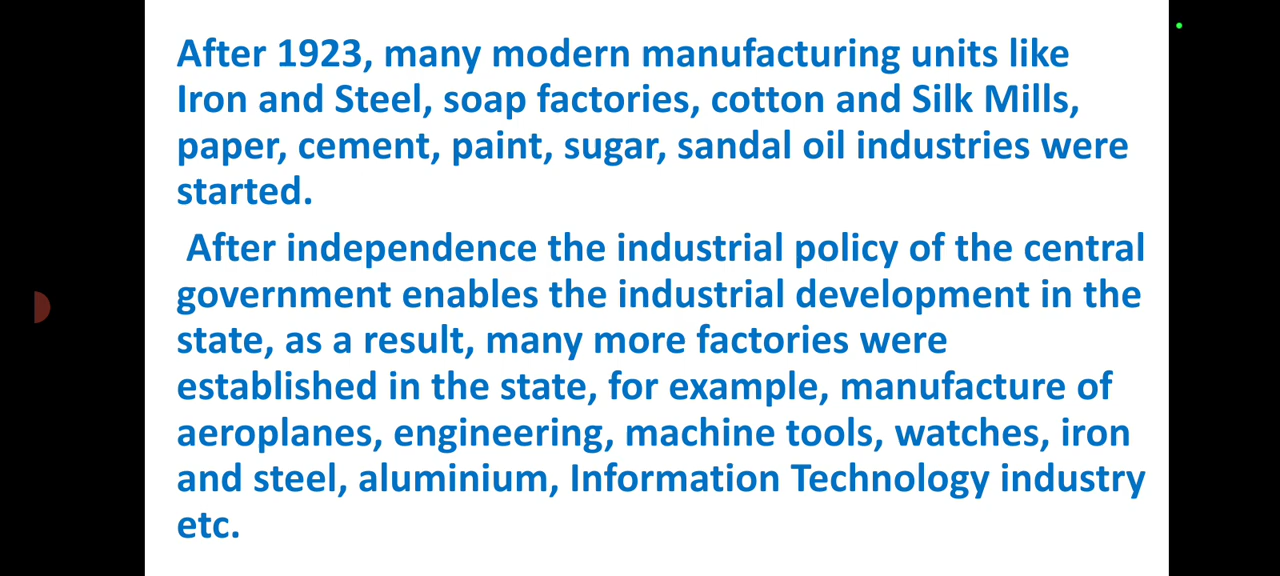 After 1923, many modern manufacturing units like
Iron and Steel, soap factories, cotton and Silk Mills,
paper, cement, paint, sugar, sandal oil industries were
started.
After independence the industrial policy of the central
government enables the industrial development in the
state, as a result, many more factories were
established in the state, for example, manufacture of
aeroplanes, engineering, machine tools, watches, iron
and steel, aluminium, Information Technology industry
etc.